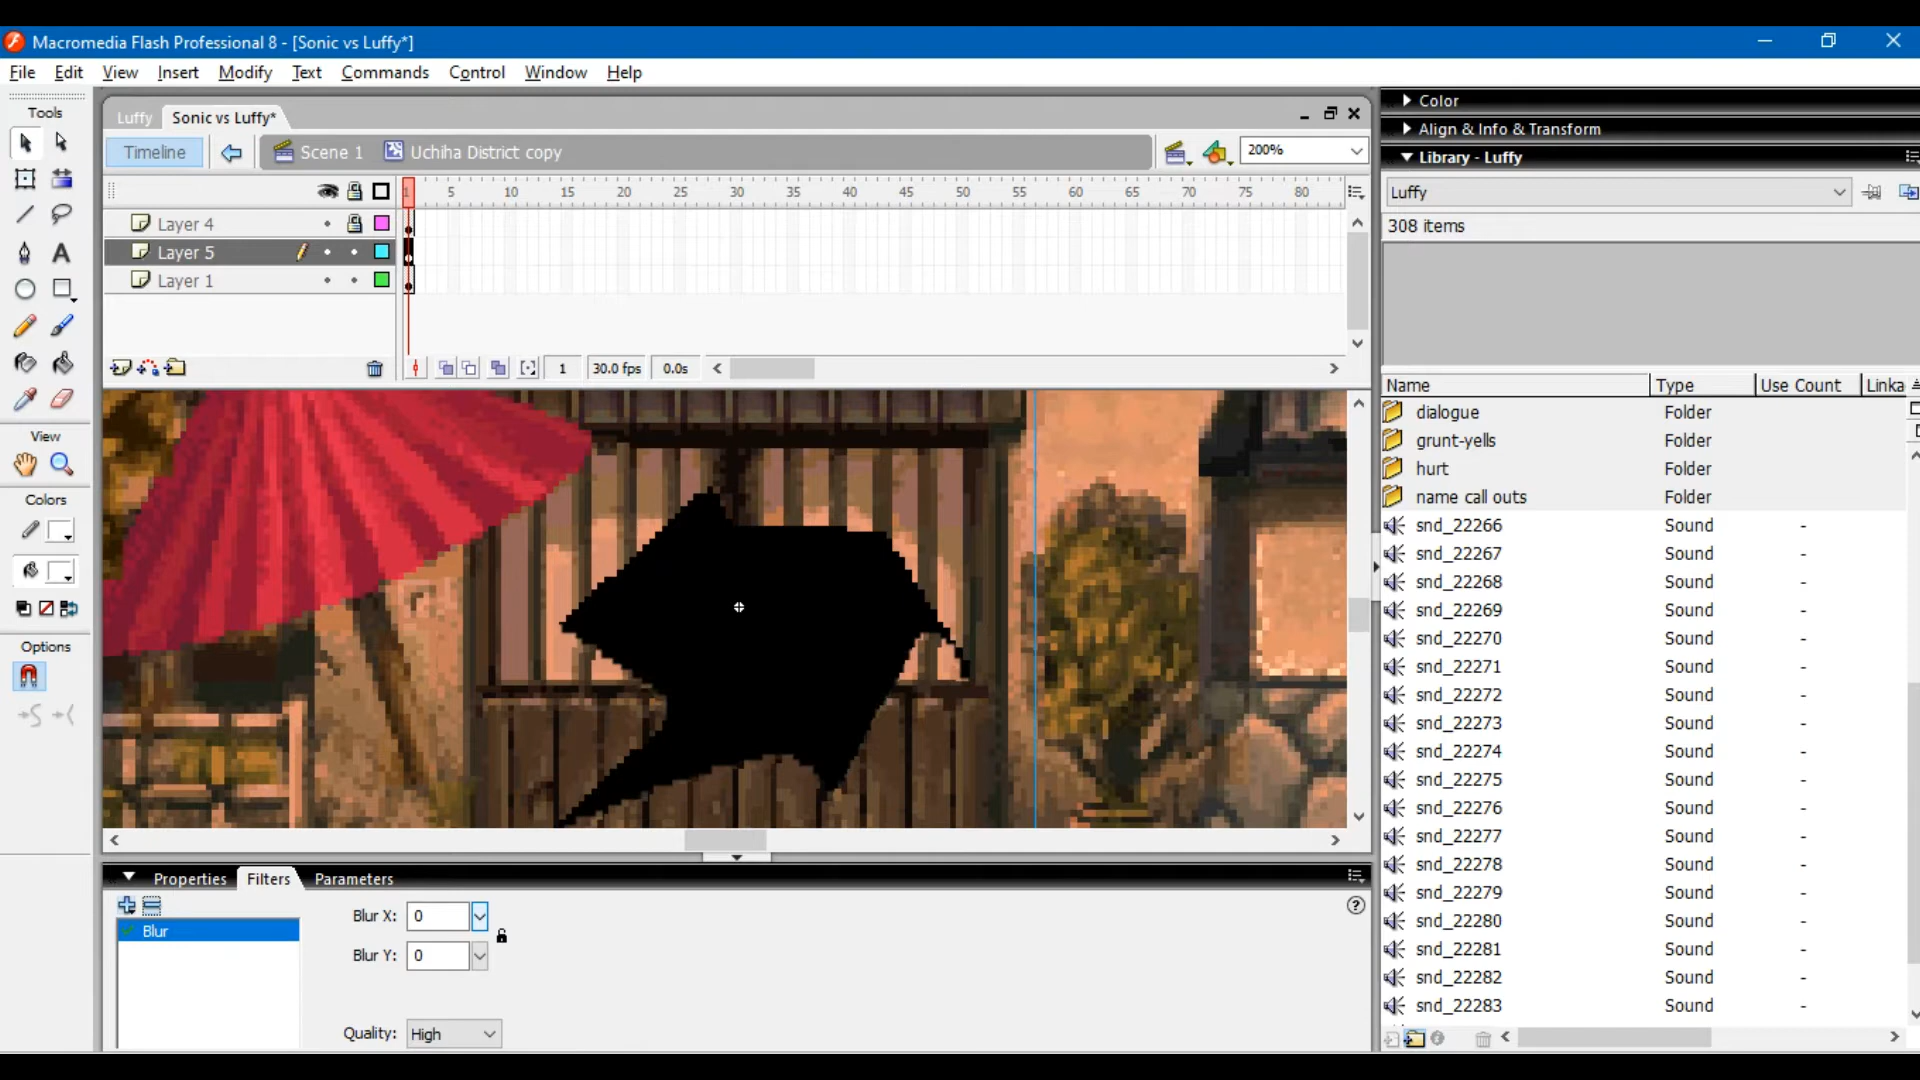 Macromedia Flash Professional 8 - [Sonic vs Luffy*]
File Edit View Insert Modify Text Commands Control Window Help
Tools
Luffy
Sonic vs Luffy*
Timeline
Scene 1
Uchiha District copy
200%
1 5 10 15 20 25 30 35 40 45 50 55 60 65 70 75 80
Layer 4
Layer 5
Layer 1
1
30.0 fps
0.0s
View
Colors
Options
Properties
Filters
Parameters
Blur
Blur X: 0
Blur Y: 0
Quality: High
Color
Align & Info & Transform
Library - Luffy
Luffy
308 items
Name Type Use Count Linka
dialogue Folder
grunt-yells Folder
hurt Folder
name call outs Folder
snd_22266 Sound -
snd_22267 Sound -
snd_22268 Sound -
snd_22269 Sound -
snd_22270 Sound -
snd_22271 Sound -
snd_22272 Sound -
snd_22273 Sound -
snd_22274 Sound -
snd_22275 Sound -
snd_22276 Sound -
snd_22277 Sound -
snd_22278 Sound -
snd_22279 Sound -
snd_22280 Sound -
snd_22281 Sound -
snd_22282 Sound -
snd_22283 Sound -